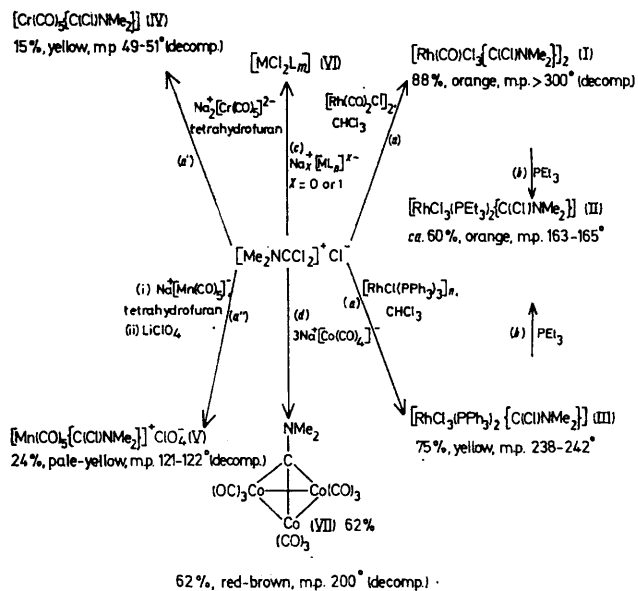 [Cr(CO)₅{C(Cl)NMe₂}] (IV)
15%, yellow, m.p 49-51° (decomp.)
[MCl₂Lm] (VI)
[Rh(CO)Cl₃{C(Cl)NMe₂}]₂ (I)
88%, orange, m.p. > 300° (decomp)
Na₂⁺[Cr(CO)₅]²⁻
tetrahydrofuran
(a')
(c)
Naₓ⁺[MLₙ]ˣ⁻
X = 0 or 1
[Rh(CO)₂Cl]₂,
CHCl₃
(a)
(b) PEt₃
[RhCl₃(PEt₃)₂{C(Cl)NMe₂}] (II)
ca. 60%, orange, m.p. 163-165°
[Me₂NCCl₂]⁺Cl⁻
(i) Na⁺[Mn(CO)₅]⁻,
tetrahydrofuran
(ii) LiClO₄
(a'')
(d)
3Na⁺[Co(CO)₄]⁻
(a)
[RhCl(PPh₃)₃]n,
CHCl₃
(b) PEt₃
[Mn(CO)₅{C(Cl)NMe₂}]⁺ClO₄⁻ (V)
24%, pale-yellow, m.p. 121-122° (decomp.)
[RhCl₃(PPh₃)₂{C(Cl)NMe₂}] (III)
75%, yellow, m.p. 238-242°
NMe₂
C
(OC)₃Co Co(CO)₃
Co (VII) 62%
(CO)₃
62%, red-brown, m.p. 200° (decomp.) ·